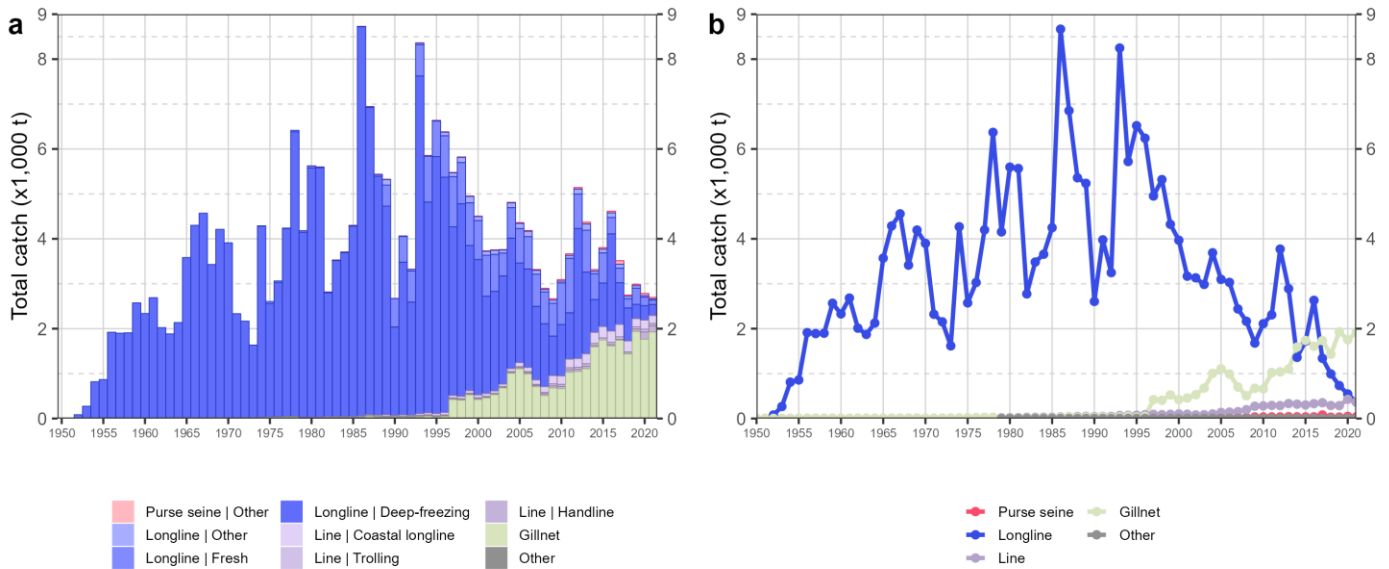 a
Total catch (x1,000 t)
9
8
6
4
2
0
9
8
6
4
2
0
1950 1955 1960 1965 1970 1975 1980 1985 1990 1995 2000 2005 2010 2015 2020
Purse seine | Other
Longline | Other
Longline | Fresh
Longline | Deep-freezing
Line | Coastal longline
Line | Trolling
Line | Handline
Gillnet
Other
b
Total catch (x1,000 t)
9
8
6
4
2
0
9
8
6
4
2
0
1950 1955 1960 1965 1970 1975 1980 1985 1990 1995 2000 2005 2010 2015 2020
Purse seine
Longline
Line
Gillnet
Other